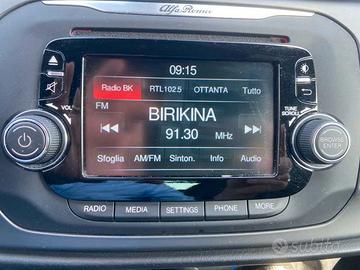 Alfa Romeo
09:15
Radio BK RTL102.5 OTTANTA Tutto
FM
BIRIKINA
91.30 MHz
Sfoglia AM/FM Sinton. Info Audio
VOL
TUNE
SCROLL
BROWSE
ENTER
RADIO MEDIA SETTINGS PHONE MORE...
subito